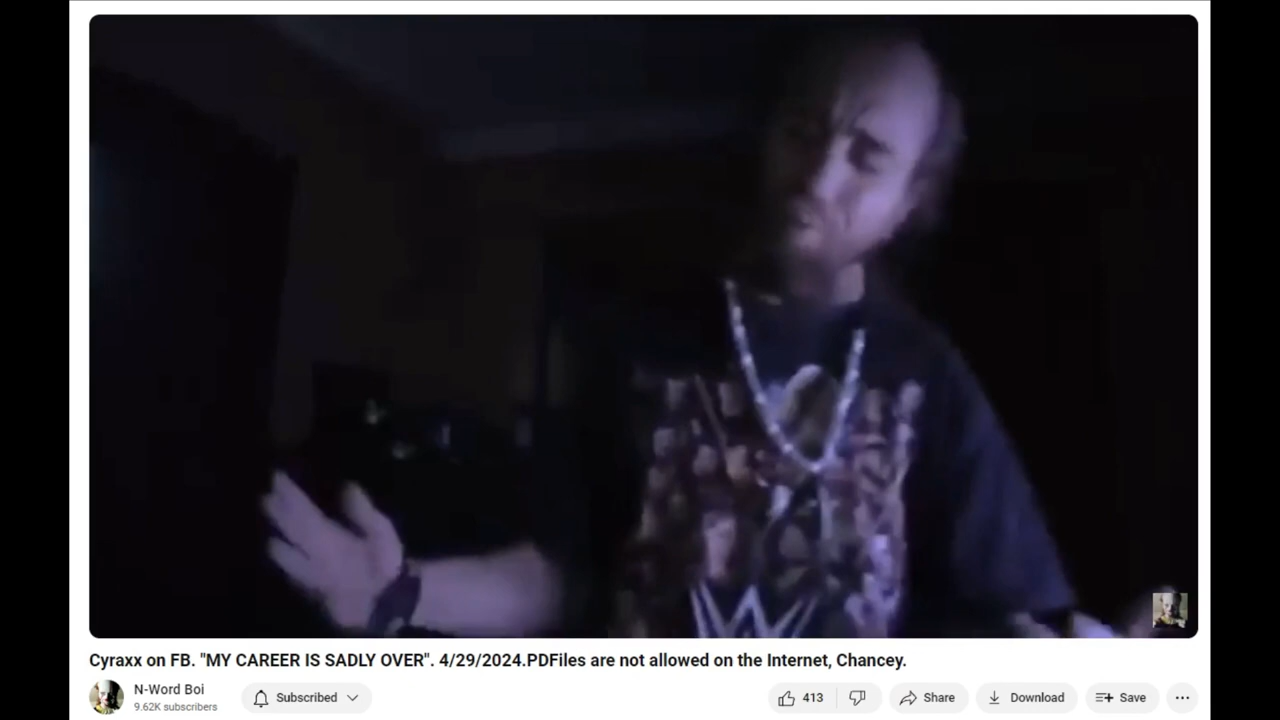 W
Cyraxx on FB. "MY CAREER IS SADLY OVER". 4/29/2024.PDFiles are not allowed on the Internet, Chancey.
N-Word Boi
9.62K subscribers
Subscribed
413
Share
Download
Save